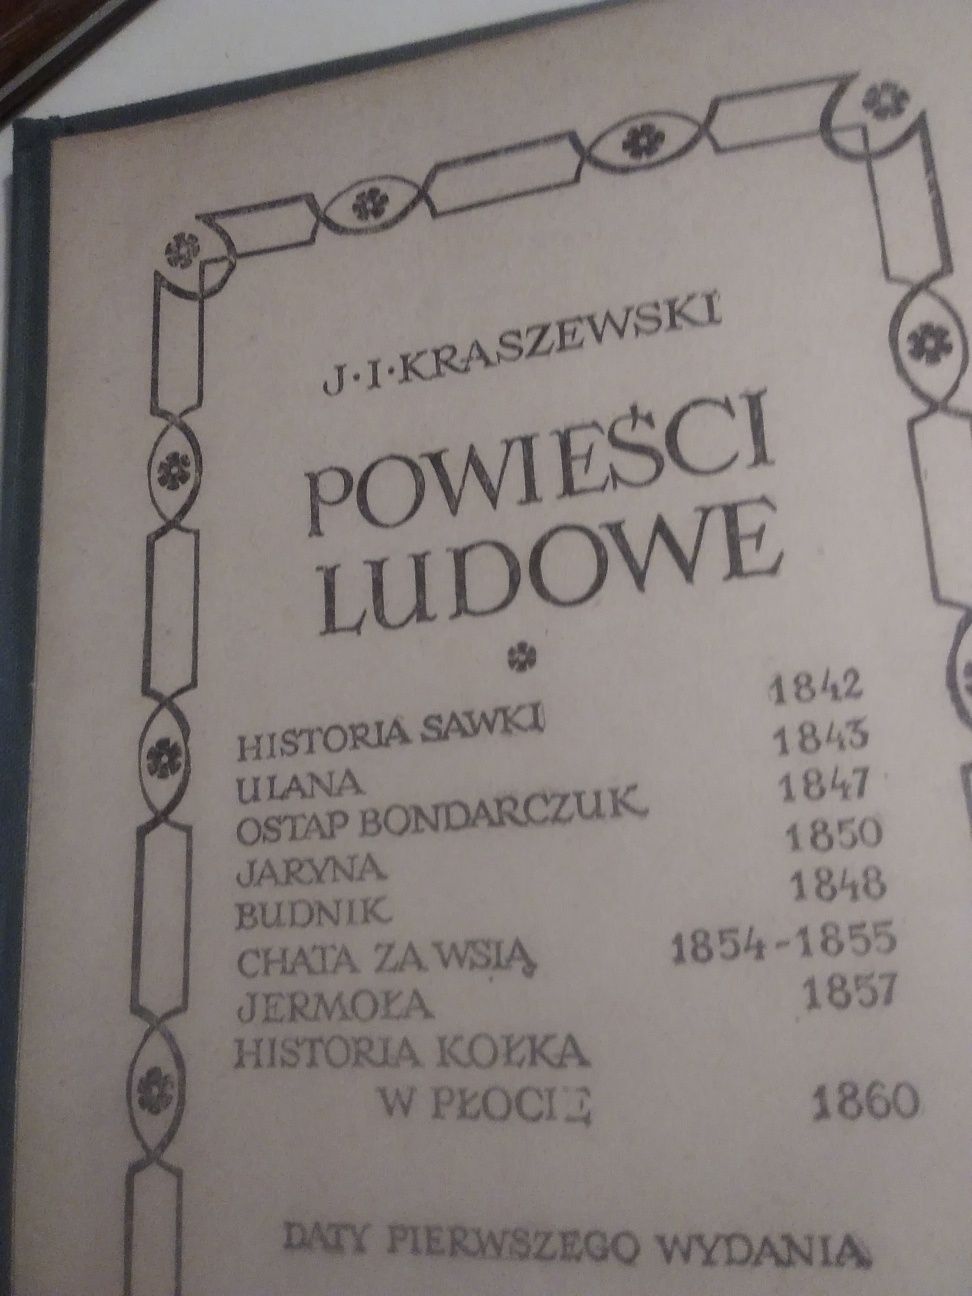 J·I·KRASZEWSKI
POWIEŚCI
LUDOWE
HISTORIA SAWKI 1842
ULANA 1843
OSTAP BONDARCZUK 1847
JARYNA 1850
BUDNIK 1848
CHATA ZA WSIĄ 1854-1855
JERMOŁA 1857
HISTORIA KOŁKA
W PŁOCIE 1860
DATY PIERWSZEGO WYDANIA